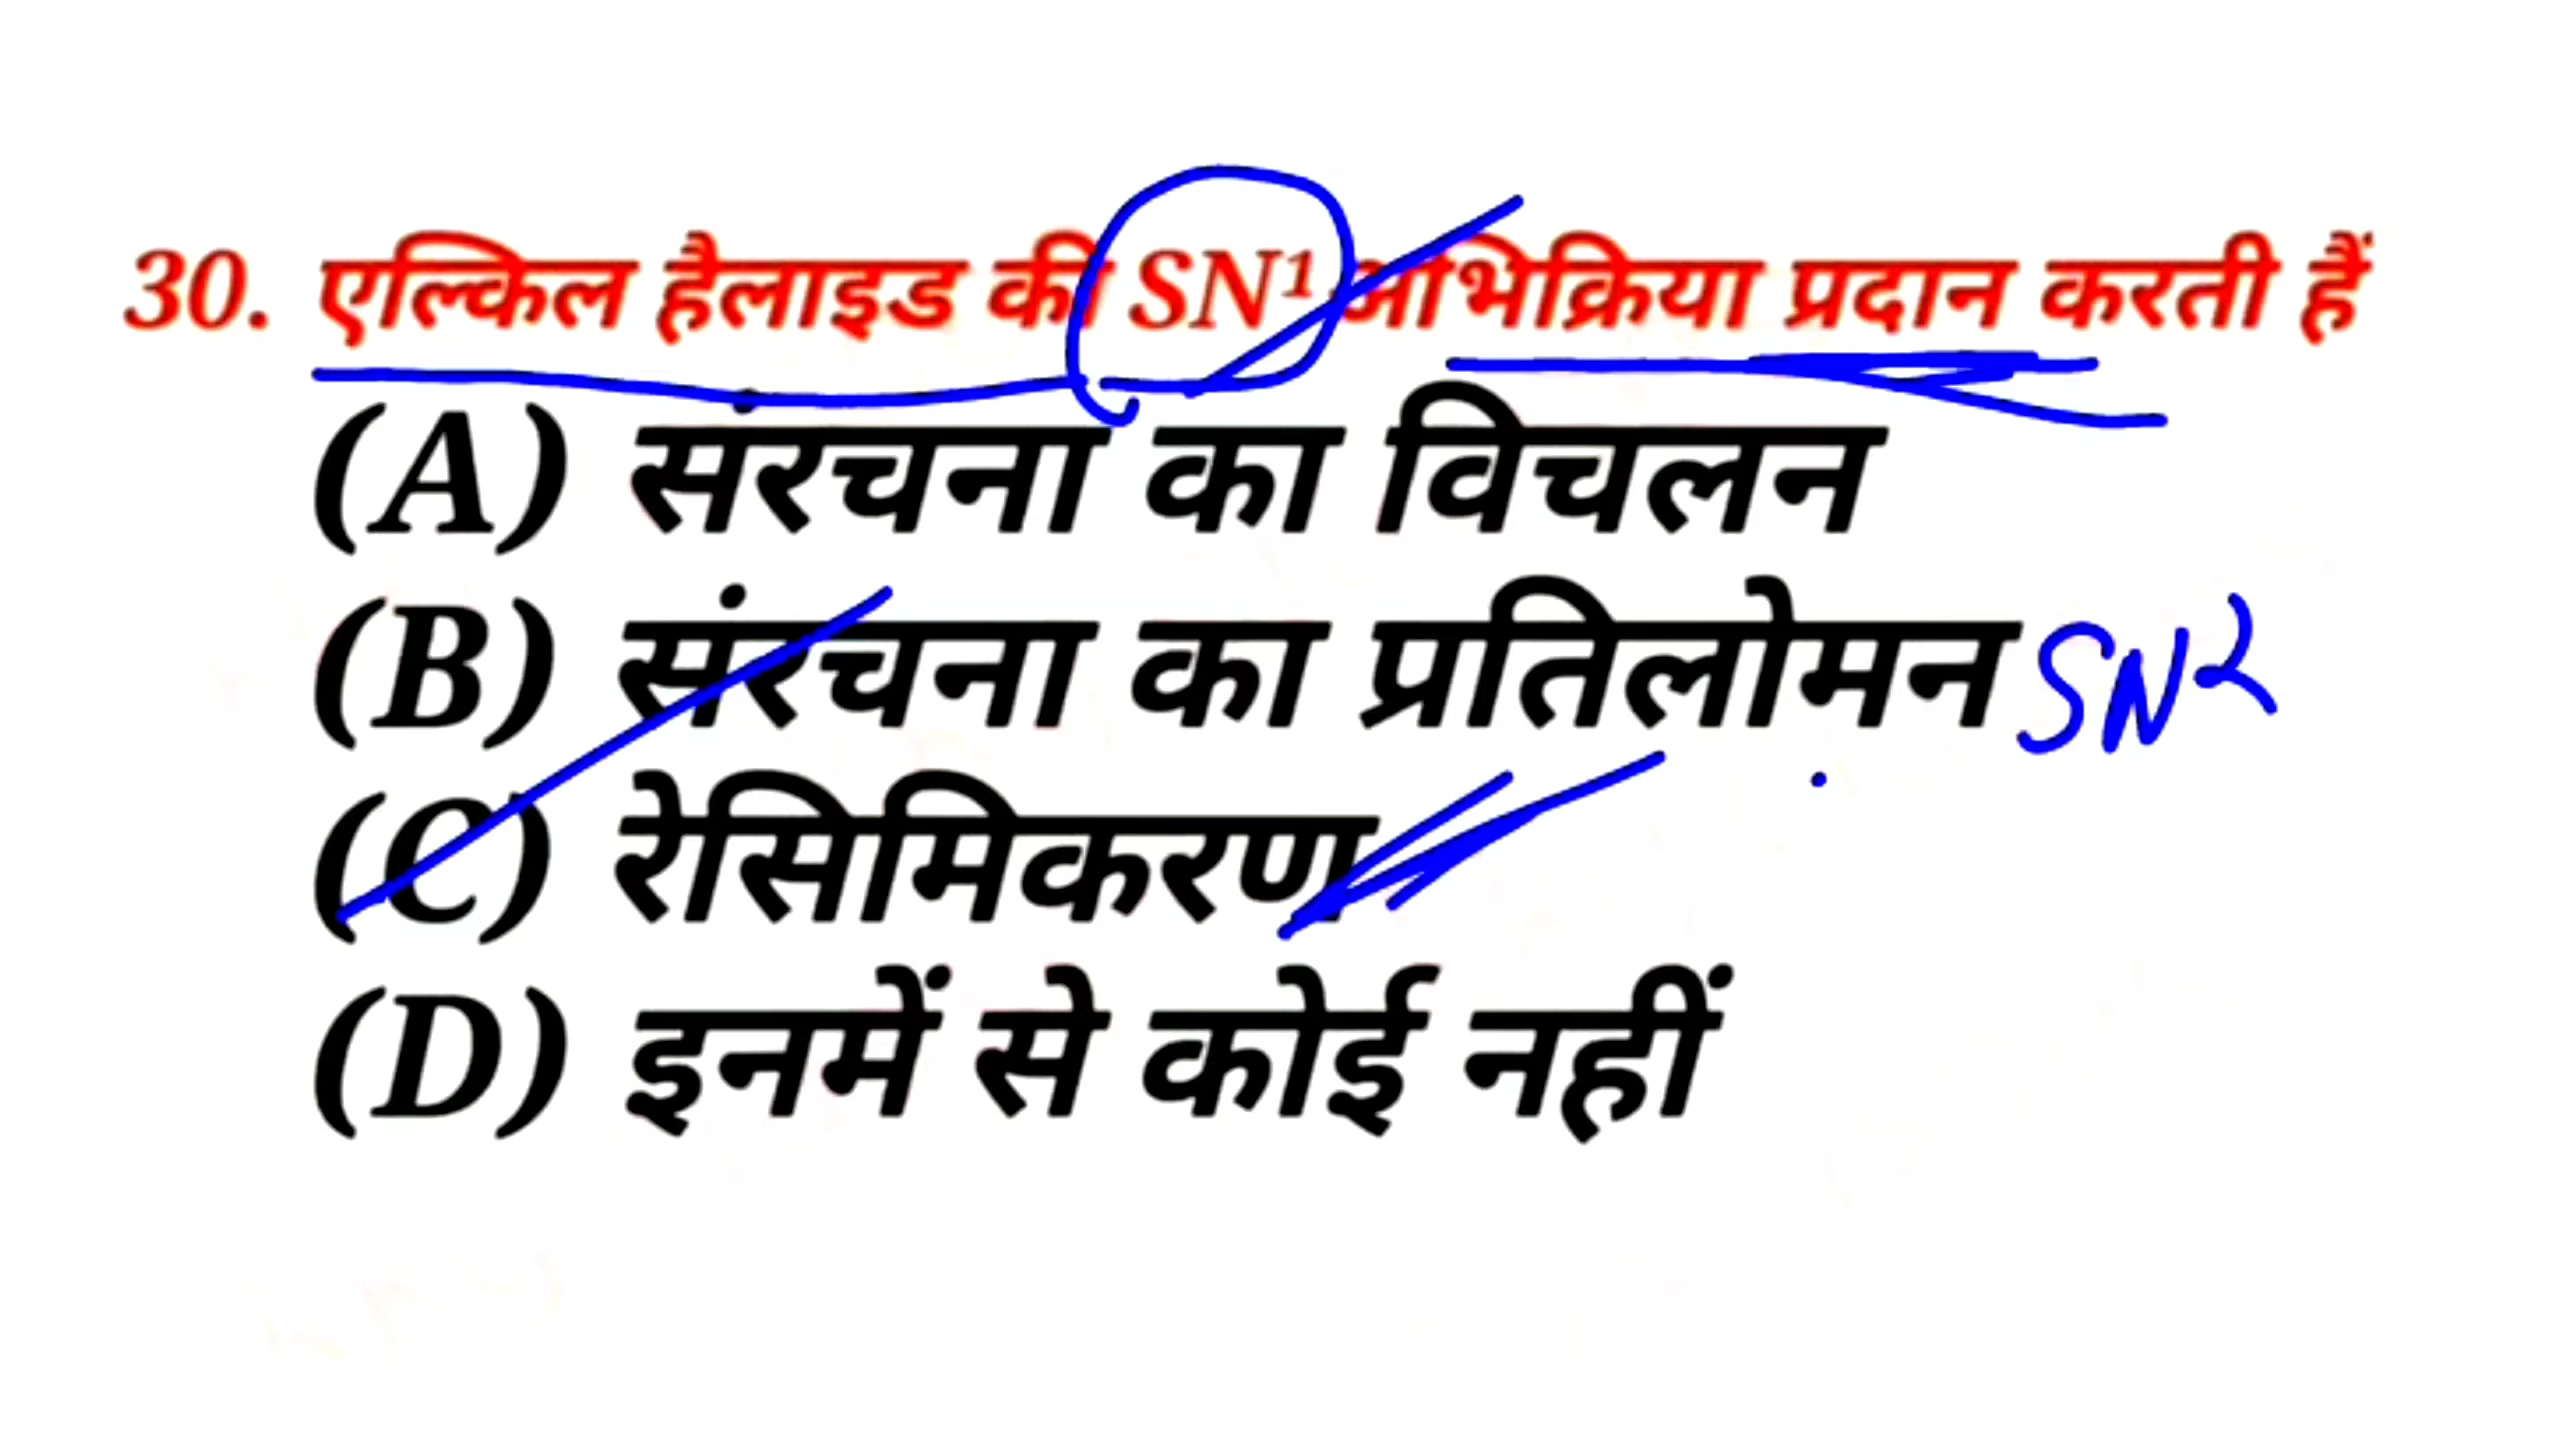 30. एल्किल हैलाइड की SN¹ अभिक्रिया प्रदान करती हैं
(A) संरचना का विचलन
(B) संरचना का प्रतिलोमन SN²
(C) रेसिमिकरण
(D) इनमें से कोई नहीं